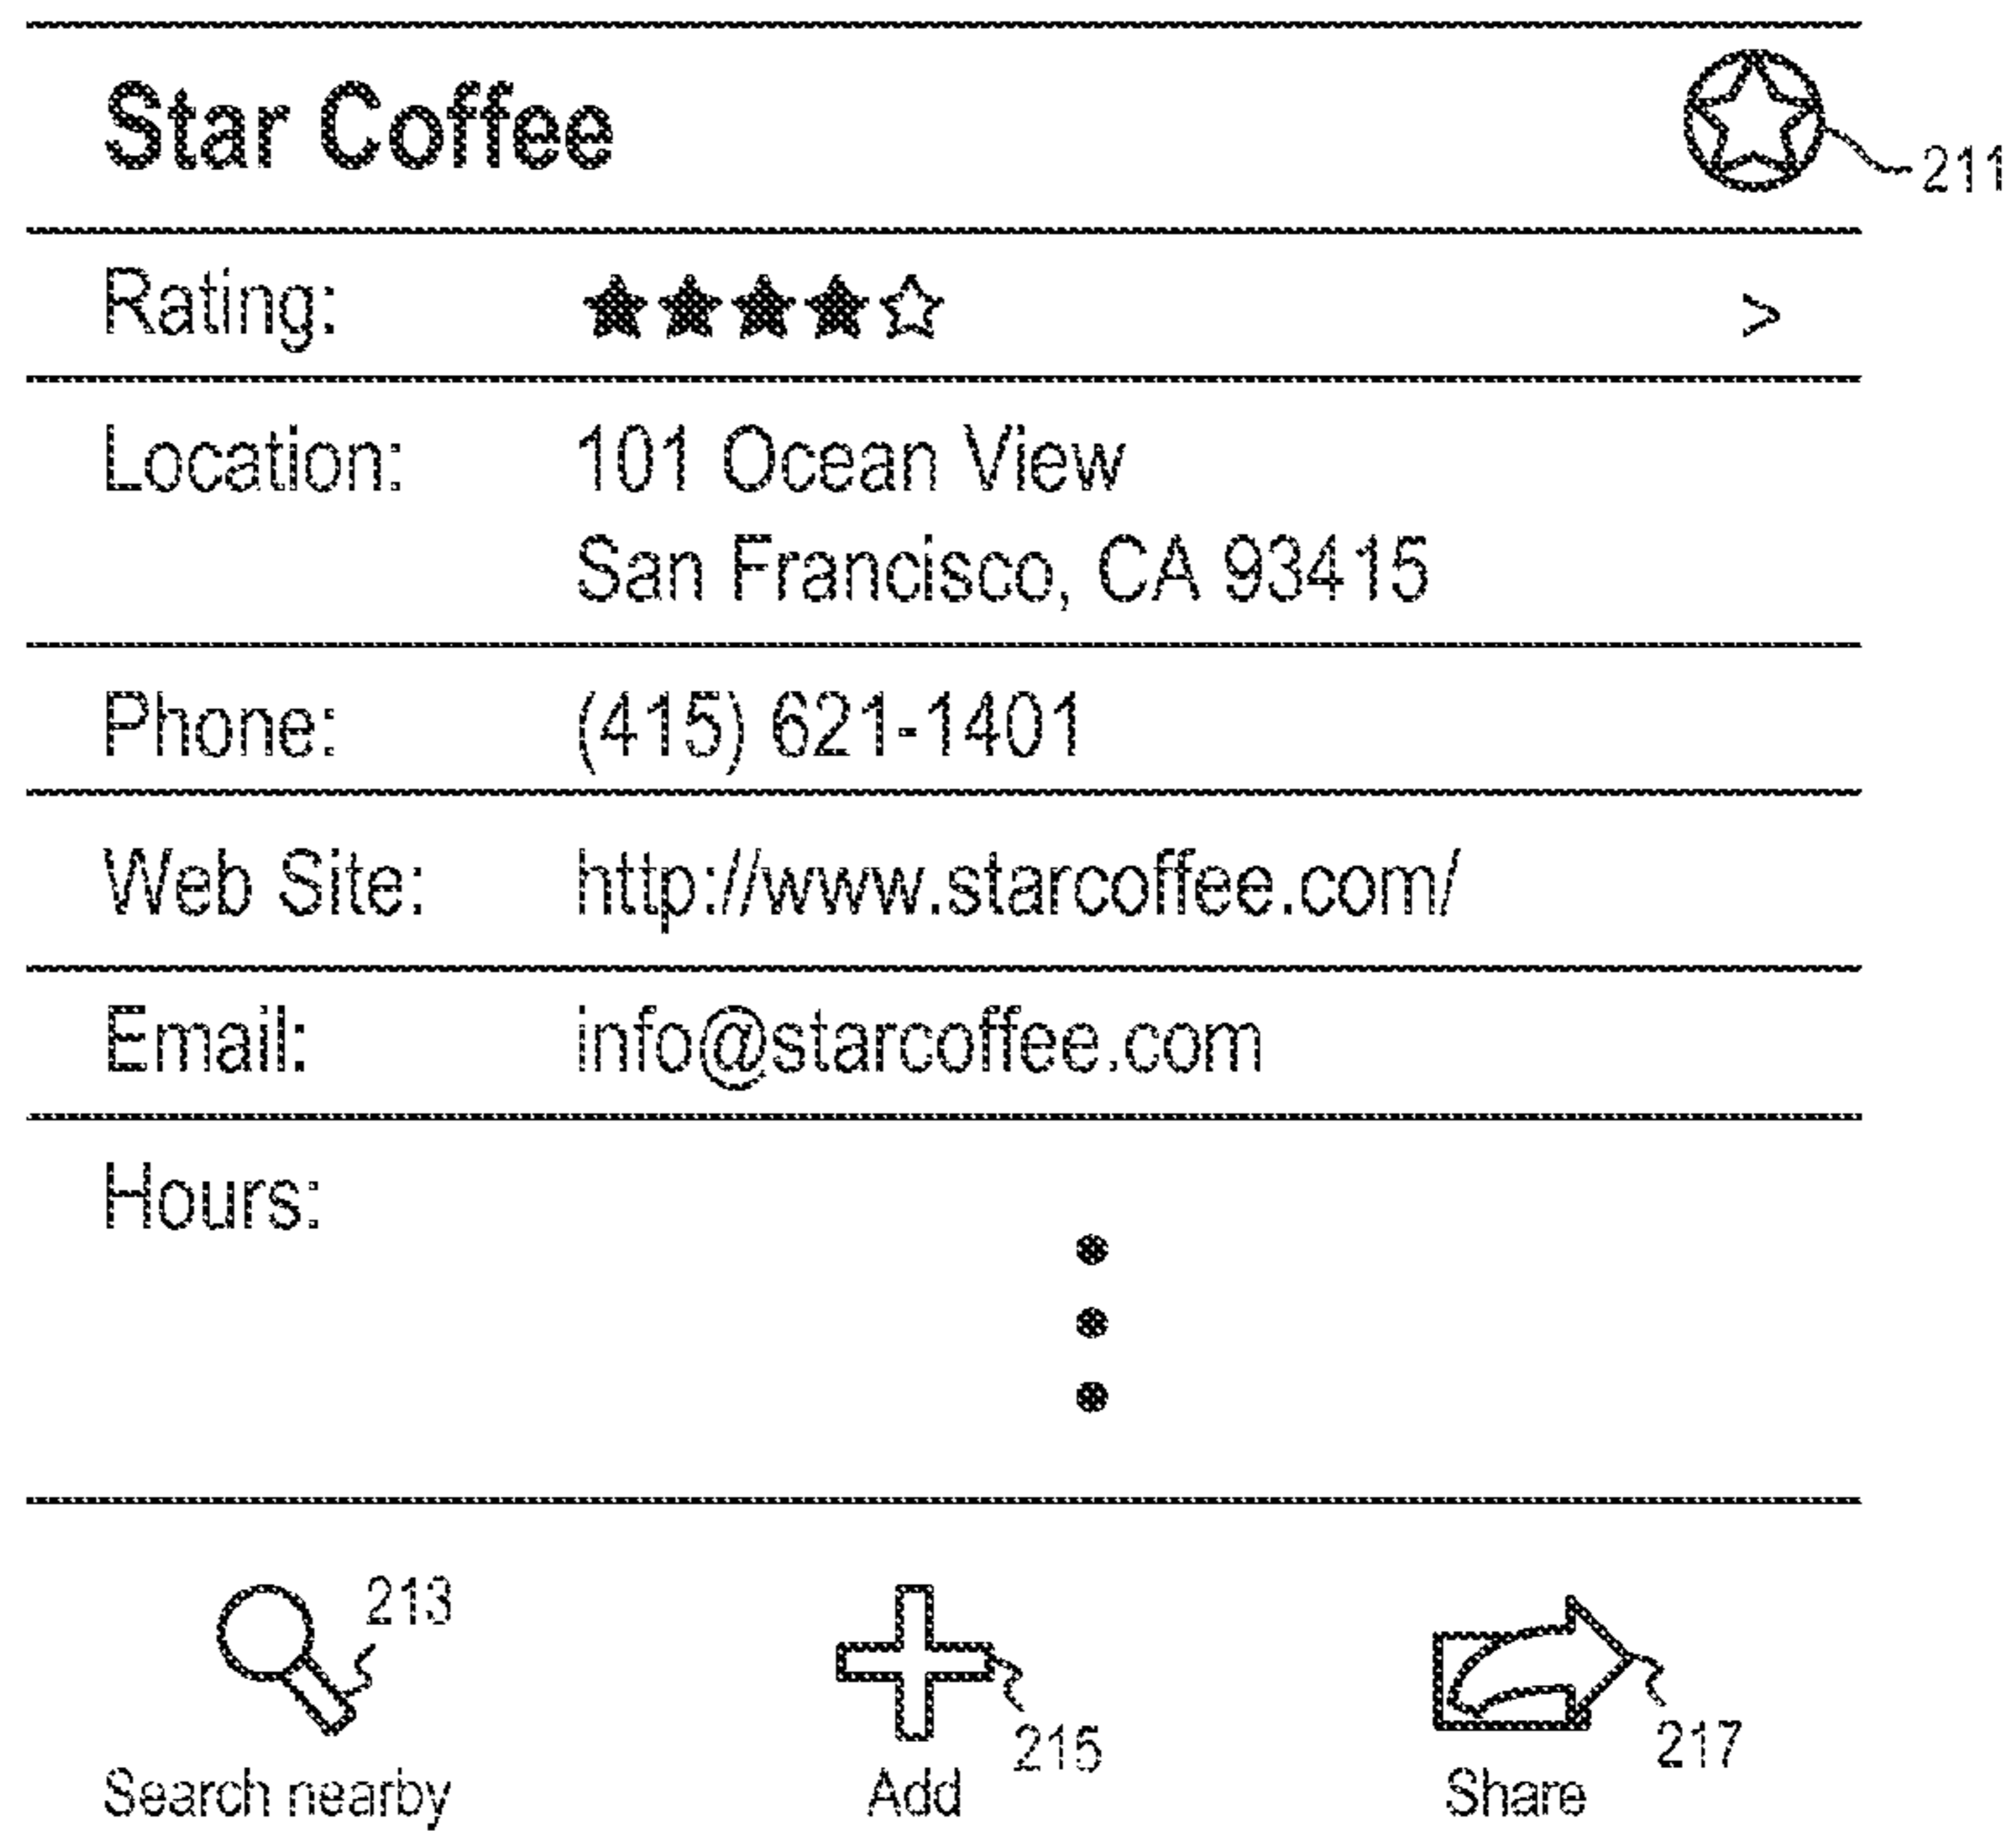 Star Coffee
211
Rating: ★★★★☆ >
Location: 101 Ocean View
San Francisco, CA 93415
Phone: (415) 621-1401
Web Site: http://www.starcoffee.com/
Email: info@starcoffee.com
Hours:
213
215
217
Search nearby Add Share